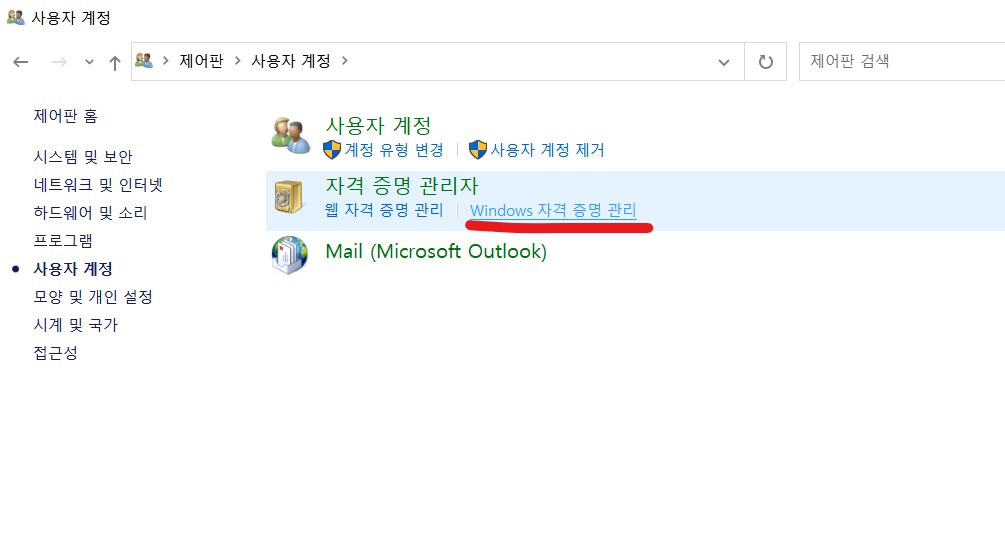 사용자 계정
제어판 사용자 계정
제어판 검색
제어판 홈
시스템 및 보안
네트워크 및 인터넷
하드웨어 및 소리
프로그램
사용자 계정
모양 및 개인 설정
시계 및 국가
접근성
사용자 계정
계정 유형 변경 사용자 계정 제거
자격 증명 관리자
웹 자격 증명 관리 Windows 자격 증명 관리
Mail (Microsoft Outlook)